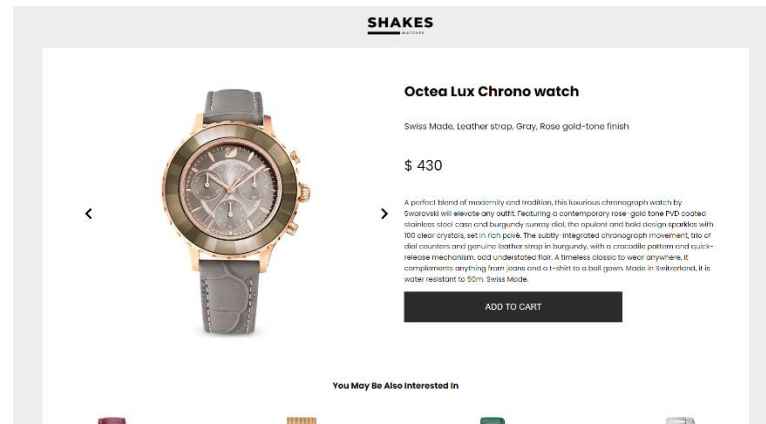 SHAKES
WATCHES
Octea Lux Chrono watch
Swiss Made, Leather strap, Gray, Rose gold-tone finish
$ 430
A perfect blend of modernity and tradition, this luxurious chronograph watch by
Swarovski will elevate any outfit. Featuring a contemporary rose-gold tone PVD coated
stainless steel case and burgundy sunray dial, the opulent and bold design sparkles with
100 clear crystals, set in rich pavé. The subtly-integrated chronograph movement, trio of
dial counters and genuine leather strap in burgundy, with a crocodile pattern and quick-
release mechanism, add understated flair. A timeless classic to wear anywhere, it
complements anything from jeans and a t-shirt to a ball gown. Made in Switzerland, it is
water resistant to 50m. Swiss Made.
ADD TO CART
You May Be Also Interested In